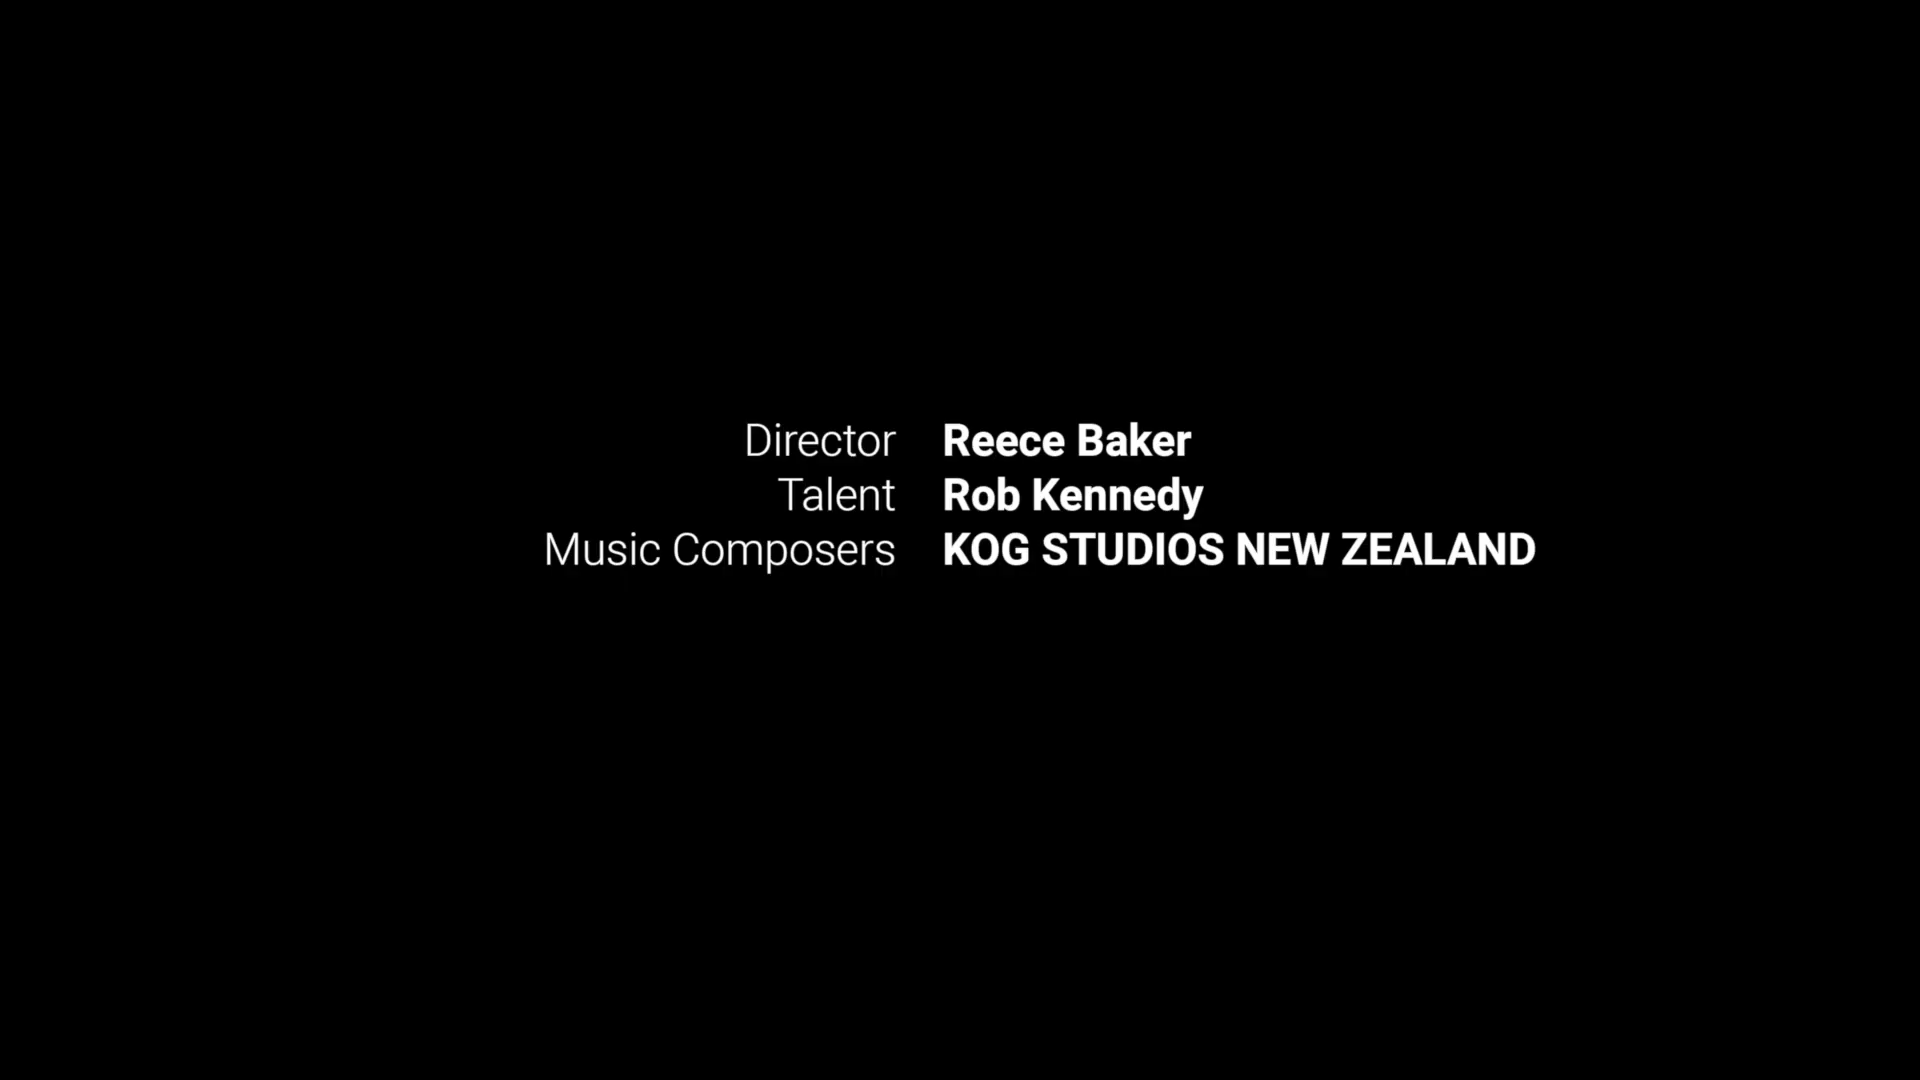 Director Reece Baker
Talent Rob Kennedy
Music Composers KOG STUDIOS NEW ZEALAND